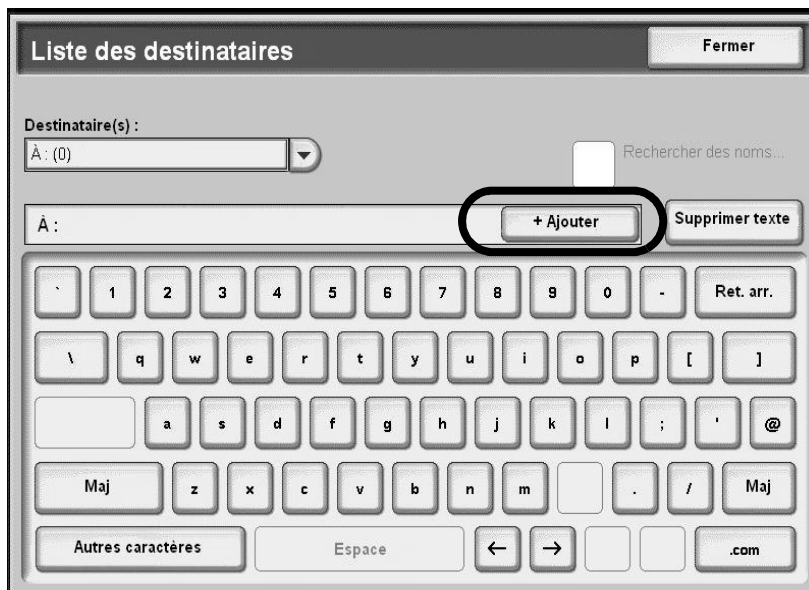 Liste des destinataires
Fermer
Destinataire(s) :
À : (0)
Rechercher des noms...
À :
+ Ajouter
Supprimer texte
` 1 2 3 4 5 6 7 8 9 0 - Ret. arr.
\ q w e r t y u i o p [ ]
a s d f g h j k l ; ' @
Maj z x c v b n m . / Maj
Autres caractères Espace ← → .com